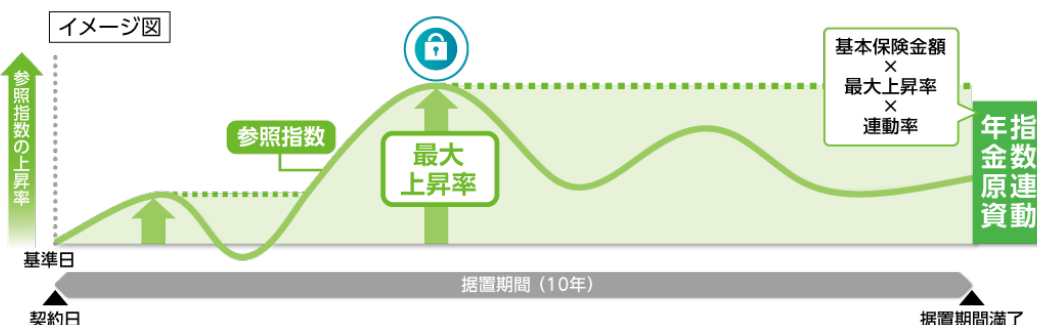 イメージ図
参照指数の上昇率
参照指数
最大
上昇率
基本保険金額
×
最大上昇率
×
連動率
指数連動
年金原資
基準日
据置期間（10年）
契約日
据置期間満了